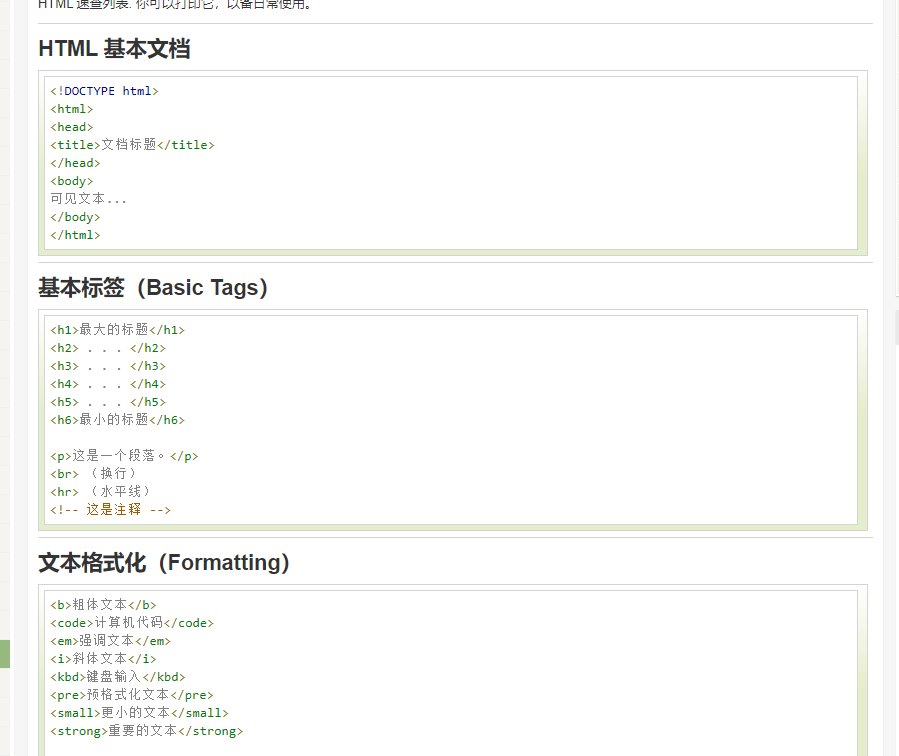 HTML 速查列表. 你可以打印它，以备日常使用。
HTML 基本文档
<!DOCTYPE html>
<html>
<head>
<title>文档标题</title>
</head>
<body>
可见文本...
</body>
</html>
基本标签（Basic Tags）
<h1>最大的标题</h1>
<h2> . . . </h2>
<h3> . . . </h3>
<h4> . . . </h4>
<h5> . . . </h5>
<h6>最小的标题</h6>
<p>这是一个段落。</p>
<br> （换行）
<hr> （水平线）
<!-- 这是注释 -->
文本格式化（Formatting）
<b>粗体文本</b>
<code>计算机代码</code>
<em>强调文本</em>
<i>斜体文本</i>
<kbd>键盘输入</kbd>
<pre>预格式化文本</pre>
<small>更小的文本</small>
<strong>重要的文本</strong>